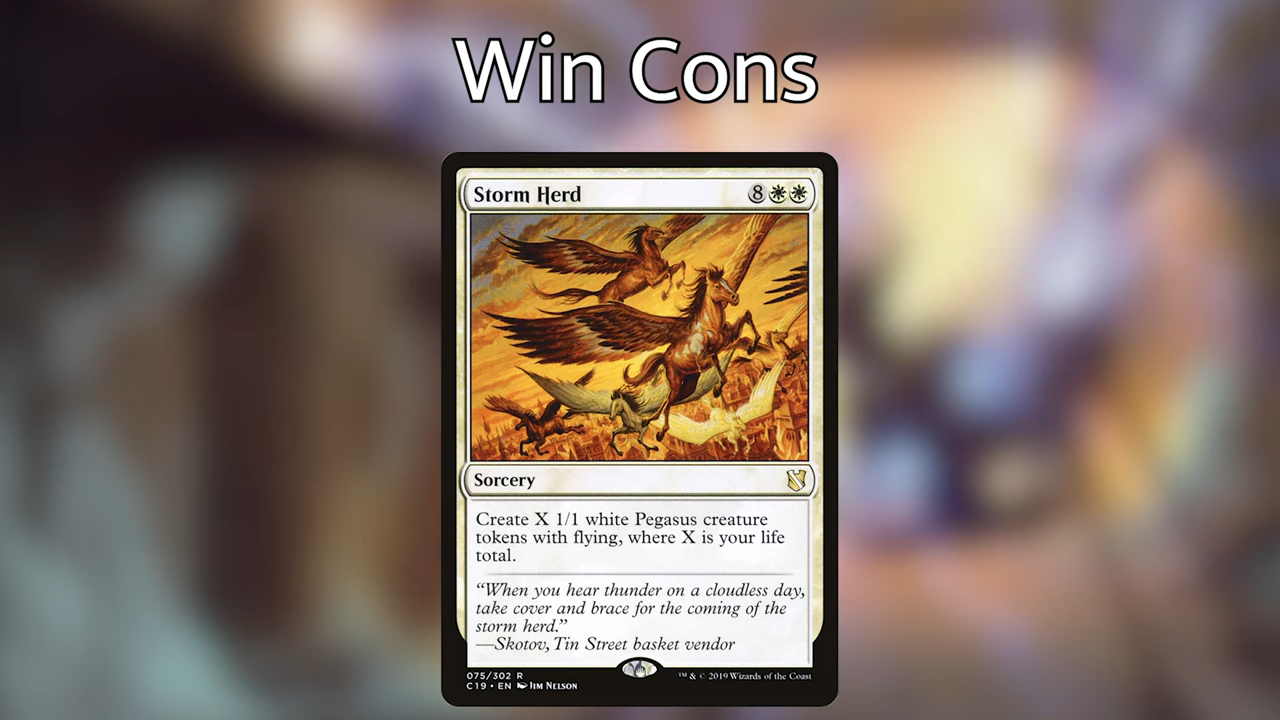 Win Cons
Storm Herd 8
Sorcery
Create X 1/1 white Pegasus creature
tokens with flying, where X is your life
total.
“When you hear thunder on a cloudless day,
take cover and brace for the coming of the
storm herd.”
—Skotov, Tin Street basket vendor
075/302 R
C19 • EN Jim Nelson
™ & © 2019 Wizards of the Coast